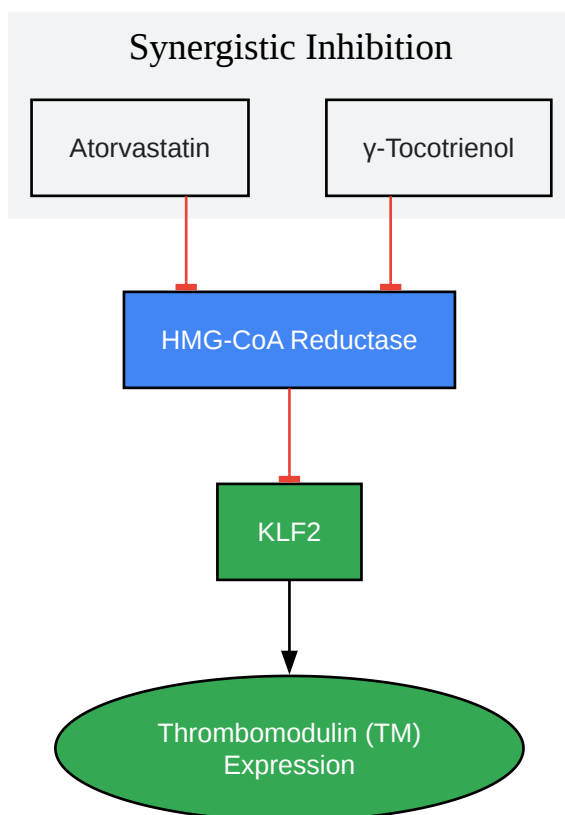 Synergistic Inhibition
Atorvastatin
γ-Tocotrienol
HMG-CoA Reductase
KLF2
Thrombomodulin (TM)
Expression